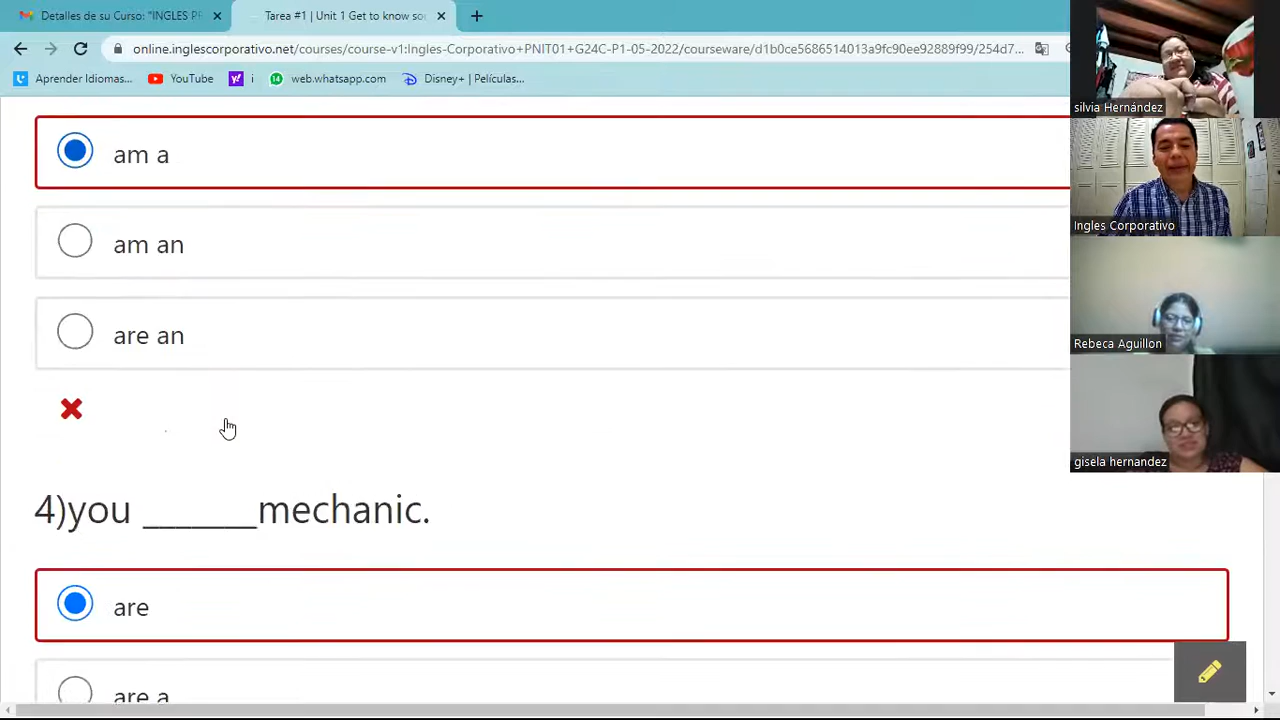 Detalles de su Curso: "INGLES PR
Tarea #1 | Unit 1 Get to know so
online.inglescorporativo.net/courses/course-v1:Ingles-Corporativo+PNIT01+G24C-P1-05-2022/courseware/d1b0ce5686514013a9fc90ee92889f99/254d7...
Aprender Idiomas...
YouTube
i
14
web.whatsapp.com
Disney+ | Películas,...
silvia Hernández
am a
Ingles Corporativo
am an
are an
Rebeca Aguillon
gisela hernandez
4)you _______mechanic.
are
are a